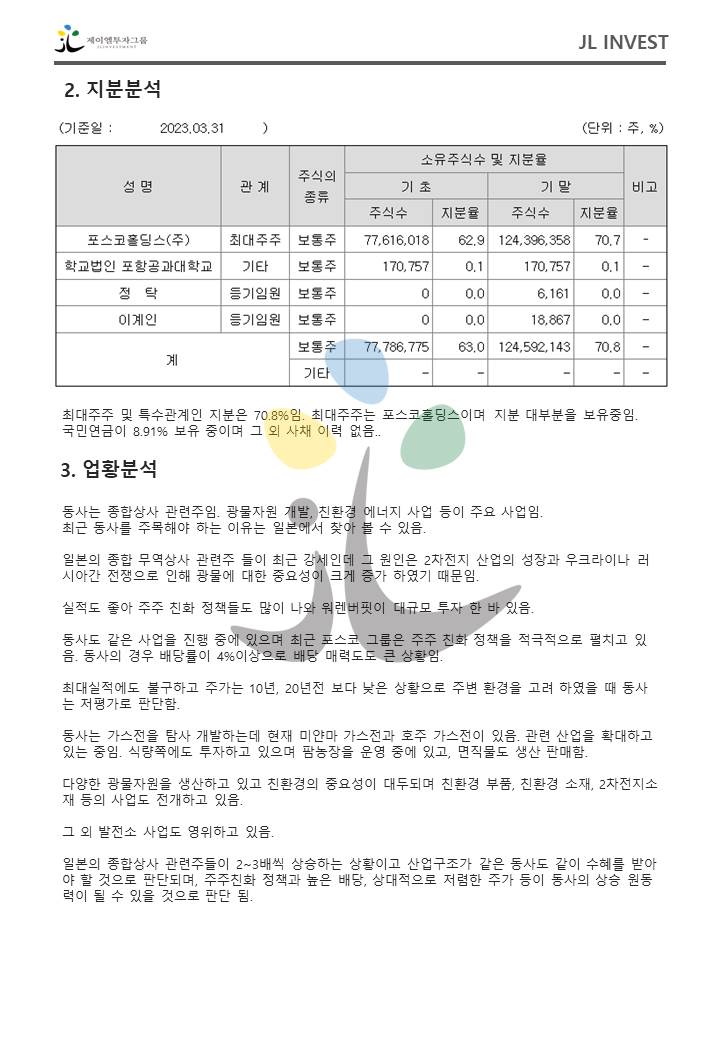 제이엘투자그룹
JLINVESTMENT
JL INVEST
2. 지분분석
(기준일 : 2023.03.31 ) (단위 : 주, %)
성 명 관 계 주식의 종류 소유주식수 및 지분율 비고
기 초 기 말
주식수 지분율 주식수 지분율
포스코홀딩스(주) 최대주주 보통주 77,616,018 62.9 124,396,358 70.7 -
학교법인 포항공과대학교 기타 보통주 170,757 0.1 170,757 0.1 -
정 탁 등기임원 보통주 0 0.0 6,161 0.0 -
이계인 등기임원 보통주 0 0.0 18,867 0.0 -
계 보통주 77,786,775 63.0 124,592,143 70.8 -
기타 - - - - -
최대주주 및 특수관계인 지분은 70.8%임. 최대주주는 포스코홀딩스이며 지분 대부분을 보유중임.
국민연금이 8.91% 보유 중이며 그 외 사채 이력 없음..
3. 업황분석
동사는 종합상사 관련주임. 광물자원 개발, 친환경 에너지 사업 등이 주요 사업임.
최근 동사를 주목해야 하는 이유는 일본에서 찾아 볼 수 있음.
일본의 종합 무역상사 관련주 들이 최근 강세인데 그 원인은 2차전지 산업의 성장과 우크라이나 러
시아간 전쟁으로 인해 광물에 대한 중요성이 크게 증가 하였기 때문임.
실적도 좋아 주주 친화 정책들도 많이 나와 워렌버핏이 대규모 투자 한 바 있음.
동사도 같은 사업을 진행 중에 있으며 최근 포스코 그룹은 주주 친화 정책을 적극적으로 펼치고 있
음. 동사의 경우 배당률이 4%이상으로 배당 매력도도 큰 상황임.
최대실적에도 불구하고 주가는 10년, 20년전 보다 낮은 상황으로 주변 환경을 고려 하였을 때 동사
는 저평가로 판단함.
동사는 가스전을 탐사 개발하는데 현재 미얀마 가스전과 호주 가스전이 있음. 관련 산업을 확대하고
있는 중임. 식량쪽에도 투자하고 있으며 팜농장을 운영 중에 있고, 면직물도 생산 판매함.
다양한 광물자원을 생산하고 있고 친환경의 중요성이 대두되며 친환경 부품, 친환경 소재, 2차전지소
재 등의 사업도 전개하고 있음.
그 외 발전소 사업도 영위하고 있음.
일본의 종합상사 관련주들이 2~3배씩 상승하는 상황이고 산업구조가 같은 동사도 같이 수혜를 받아
야 할 것으로 판단되며, 주주친화 정책과 높은 배당, 상대적으로 저렴한 주가 등이 동사의 상승 원동
력이 될 수 있을 것으로 판단 됨.